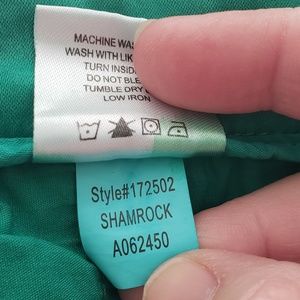 MACHINE WAS
WASH WITH LIK
TURN INSID
DO NOT BLE
TUMBLE DRY
LOW IRON
Style#172502
SHAMROCK
A062450